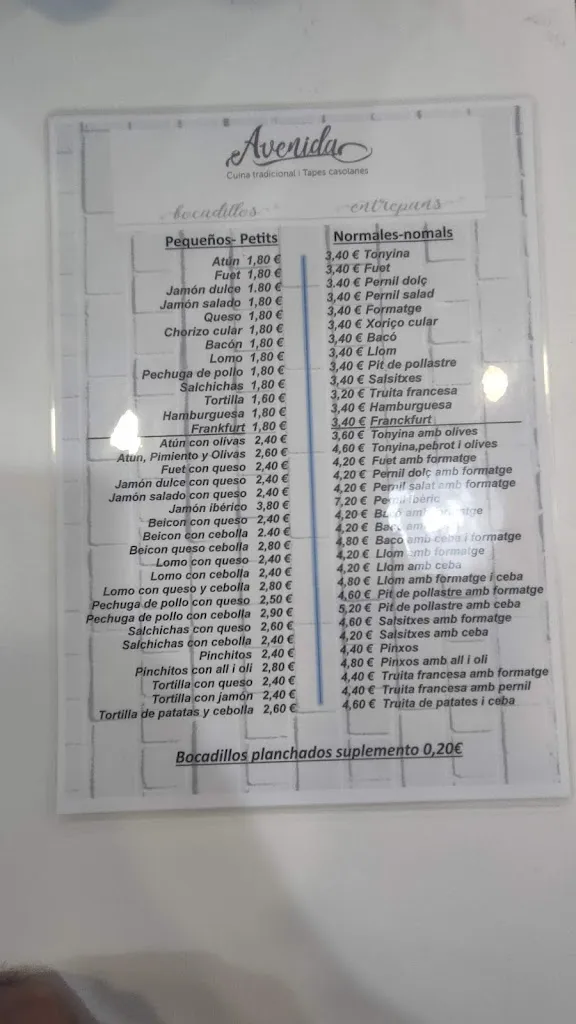 Avenida
Cuina tradicional i Tapes casolanes
bocadillos
entrepans
Pequeños- Petits
Atún 1,80 €
Fuet 1,80 €
Jamón dulce 1.80 €
Jamón salado 1,80 €
Queso 1,80 €
Chorizo cular 1,80 €
Bacón 1,80 €
Lomo 1,80 €
Pechuga de pollo 1,80 €
Salchichas 1,80 €
Tortilla 1,60 €
Hamburguesa 1,80 €
Frankfurt 1,80 €
Atún con olivas 2,40 €
Atun, Pimiento y Olivas 2,60 €
Fuet con queso 2,40 €
Jamón dulce con queso 2,40 €
Jamón salado con queso 2,40 €
Jamón ibérico 3,80 €
Beicon con queso 2,40 €
Beicon con cebolla 2.40 €
Beicon queso cebolla 2,80 €
Lomo con queso 2,40 €
Lomo con cebolla 2,40 €
Lomo con queso y cebolla 2,80 €
Pechuga de pollo con queso 2,50 €
Pechuga de pollo con cebolla 2,90 €
Salchichas con queso 2,60 €
Salchichas con cebolla 2,40 €
Pinchitos 2,40 €
Pinchitos con all i oli 2,80 €
Tortilla con queso 2,40 €
Tortilla con jamón 2,40 €
Tortilla de patatas y cebolla 2,60 €
Normales-nomals
3,40 € Tonyina
3,40 € Fuet
3.40 € Pernil dolç
3,40 € Pernil salad
3,40 € Formatge
3,40 € Xoriço cular
3,40 € Bacó
3,40 € Llom
3,40 € Pit de pollastre
3,40 € Salsitxes
3,20 € Truita francesa
3,40 € Hamburguesa
3,40 € Franckfurt
3,60 € Tonyina amb olives
4,60 € Tonyina,pebrot i olives
4,20 € Fuet amb formatge
4,20 € Pernil dolç amb formatge
4,20 € Pernil salat amb formatge
7,20 € Pernil ibèric
4,20 € Bacó amb formatge
4,20 € Bacó amb
4,80 € Baço amb ceba i formatge
4,20 € Llom amb formatge
4,20 € Llom amb ceba
4,80 € Llom amb formatge i ceba
4,60 € Pit de pollastre amb formatge
5,20 € Pit de pollastre amb ceba
4,60 € Salsitxes amb formatge
4,20 € Salsitxes amb ceba
4,40 € Pinxos
4,80 € Pinxos amb all i oli
4,40 € Truita francesa amb formatge
4,40 € Truita francesa amb pernil
4,60 € Truita de patates i ceba
Bocadillos planchados suplemento 0,20€